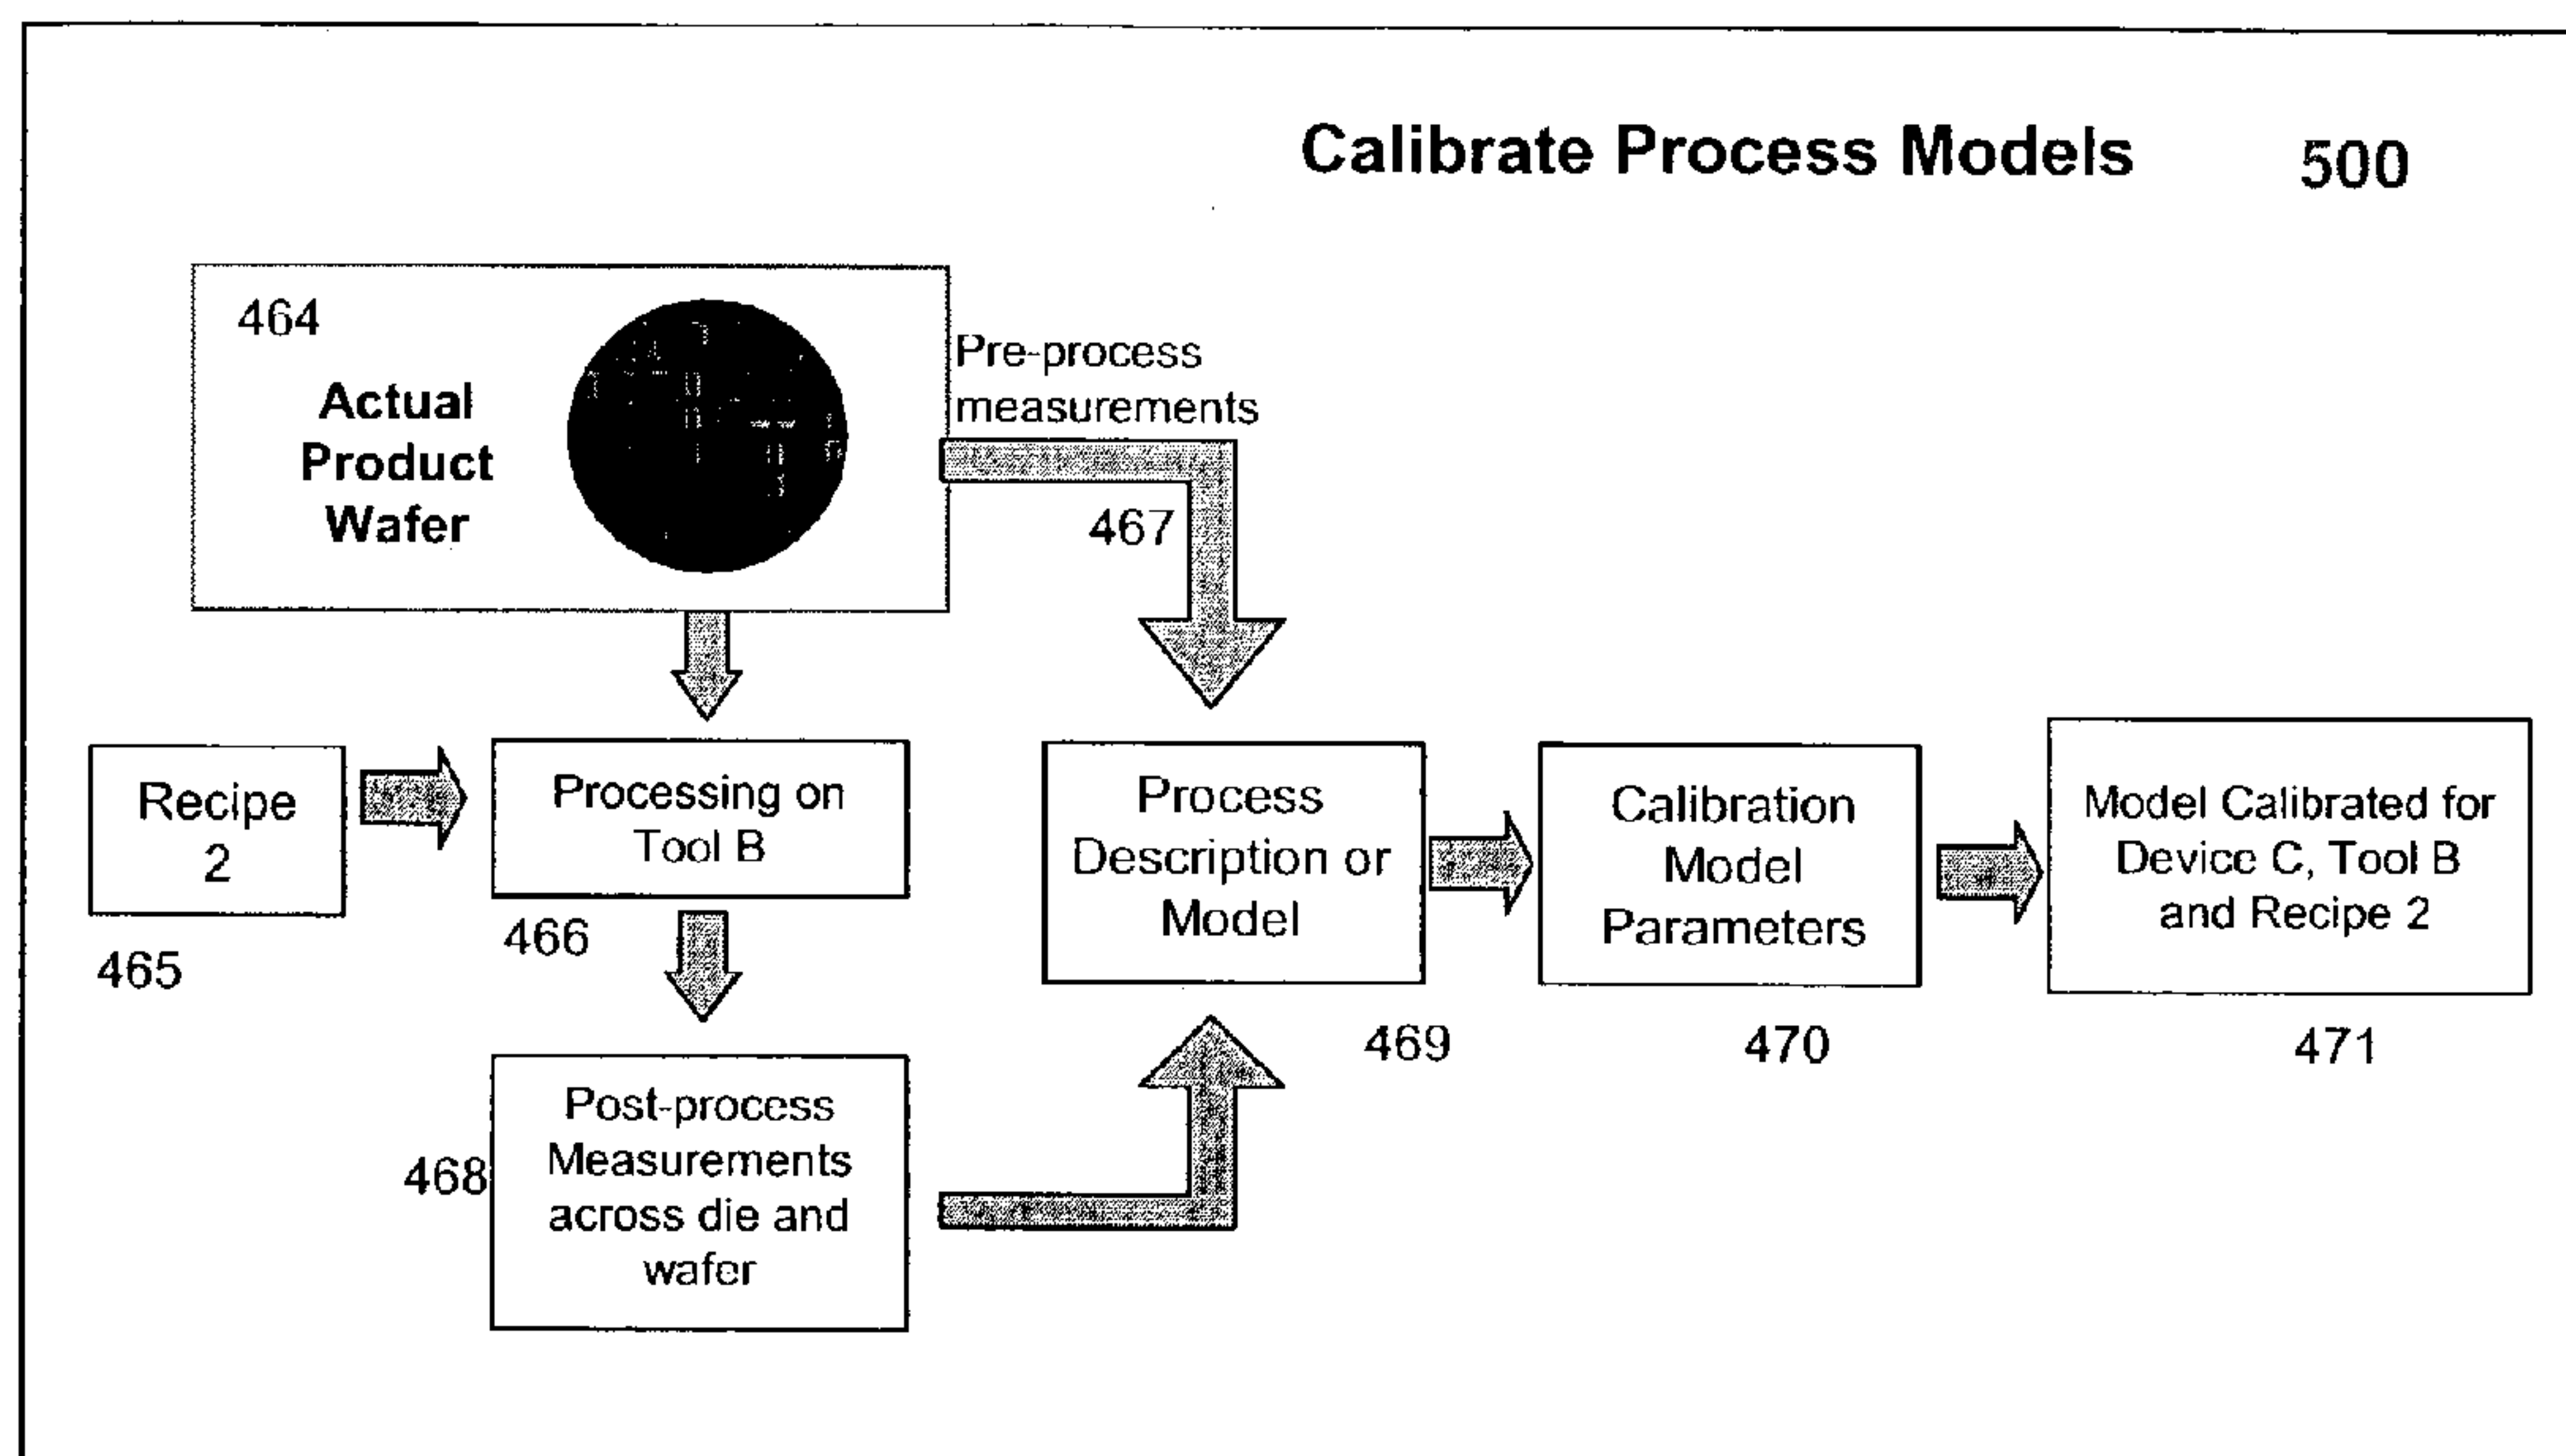 Calibrate Process Models 500
464
Actual
Product
Wafer
Pre-process
measurements
467
Recipe
2
465
Processing on
Tool B
466
Post-process
Measurements
across die and
wafer
468
Process
Description or
Model
469
Calibration
Model
Parameters
470
Model Calibrated for
Device C, Tool B
and Recipe 2
471